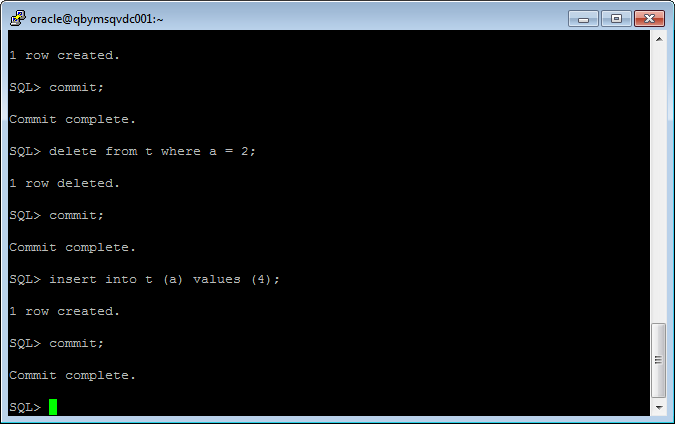 oracle@qbymsqvdc001:~
1 row created.
SQL> commit;
Commit complete.
SQL> delete from t where a = 2;
1 row deleted.
SQL> commit;
Commit complete.
SQL> insert into t (a) values (4);
1 row created.
SQL> commit;
Commit complete.
SQL>